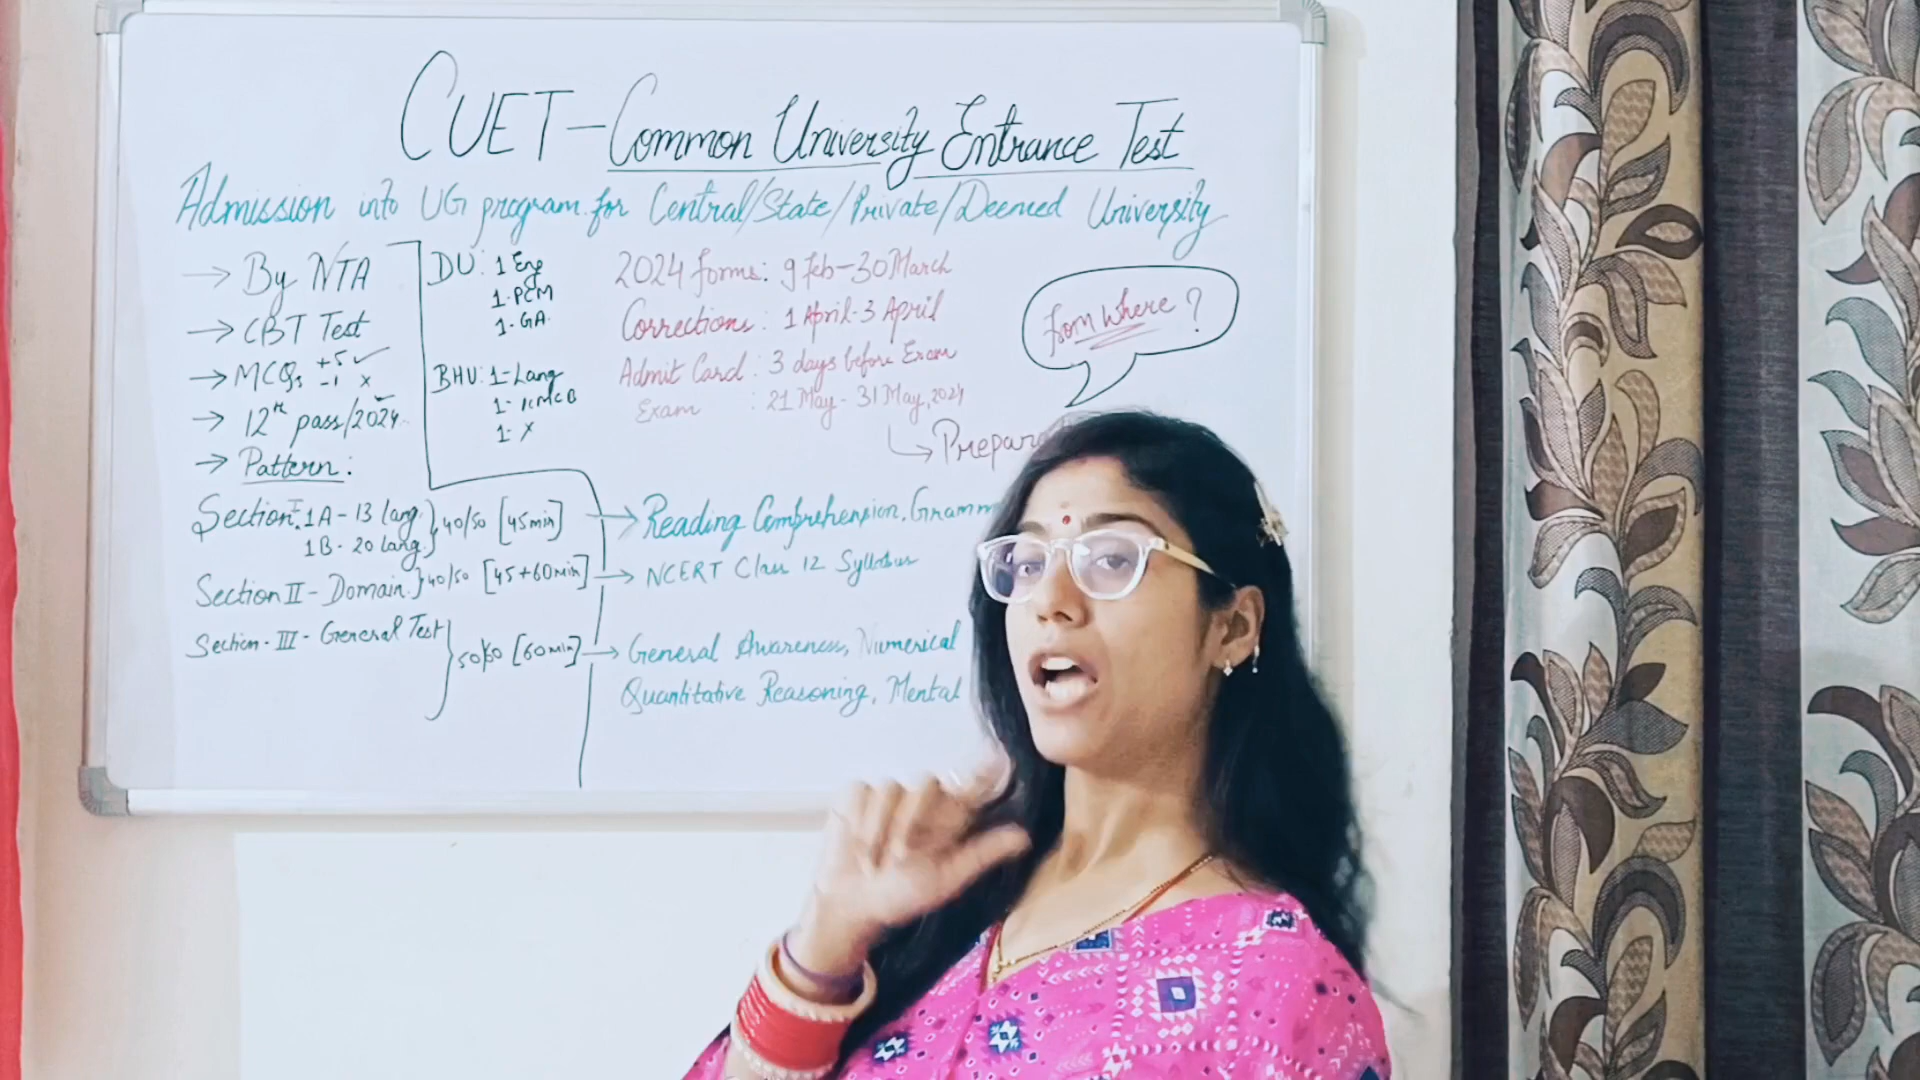 CUET - Common University Entrance Test
Admission into UG program for Central/State/Private/Deemed University
→ By NTA
→ CBT Test
→ MCQs +5 ✓
-1 x
→ 12th pass/2024
→ Pattern:
DU: 1 Eng
1-PCM
1-GA
BHU: 1-Lang
1-
1-X
2024 forms: 9 Feb-30 March
Corrections: 1 April-3 April
Admit Card: 3 days before Exam
Exam : 21 May - 31 May, 2024
from where?
Section I: 1A - 13 lang
1B - 20 lang
} 40/50 [45 min] → Reading Comprehension,
Section II - Domain } 40/50 [45+60min] → NCERT Class 12 Syllabus
Section-III - General Test } 50/60 [60 min] → General Awareness, Numerical
Quantitative Reasoning, Mental